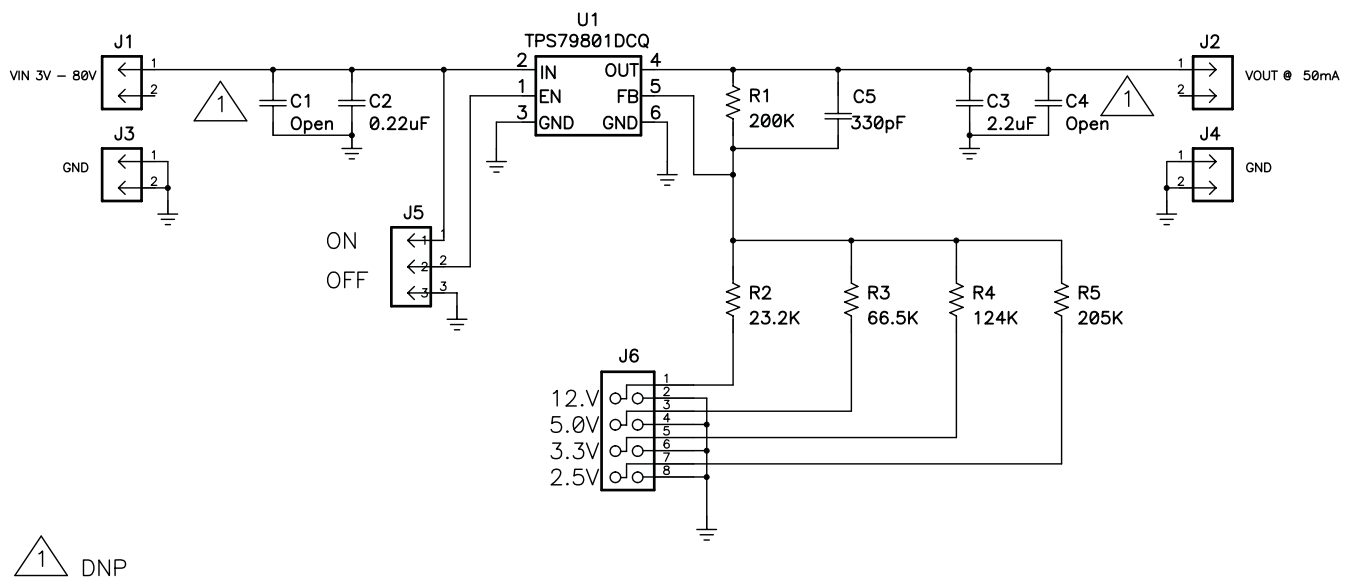 U1
TPS79801DCQ
J1
VIN 3V - 80V
1
2
1
C1
Open
C2
0.22uF
2 IN OUT 4
1 EN FB 5
3 GND GND 6
R1
200K
C5
330pF
C3
2.2uF
C4
Open
1
J2
1
2
VOUT @ 50mA
J3
GND
1
2
J4
1
2
GND
J5
ON
OFF
1 1
2 2
3 3
R2
23.2K
R3
66.5K
R4
124K
R5
205K
J6
12.V
5.0V
3.3V
2.5V
1
2
3
4
5
6
7
8
1 DNP